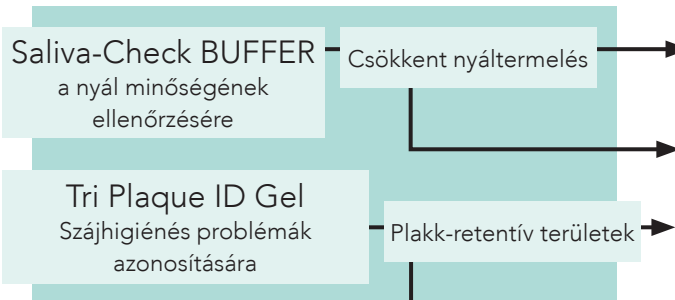 Saliva-Check BUFFER
a nyál minőségének
ellenőrzésére
Csökkent nyáltermelés
Tri Plaque ID Gel
Szájhigiénés problémák
azonosítására
Plakk-retentív területek